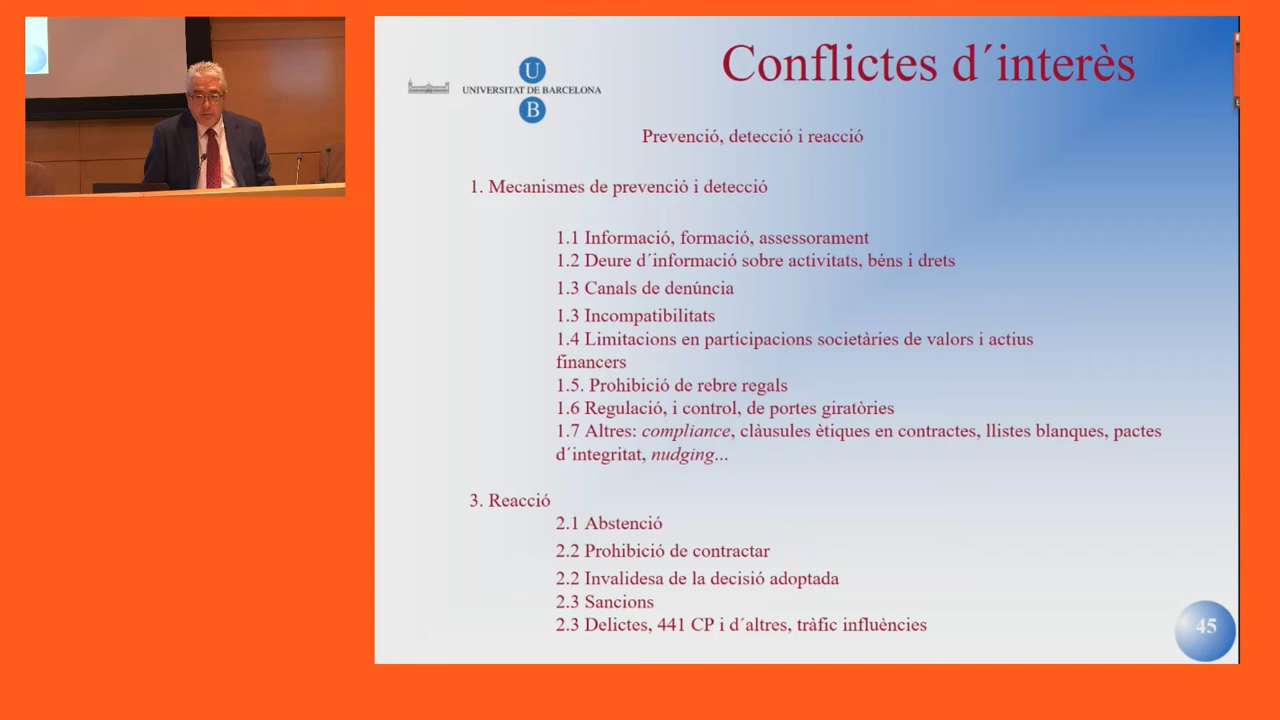 Conflictes d´interès
U
UNIVERSITAT DE BARCELONA
B
Prevenció, detecció i reacció
1. Mecanismes de prevenció i detecció
1.1 Informació, formació, assessorament
1.2 Deure d´informació sobre activitats, béns i drets
1.3 Canals de denúncia
1.3 Incompatibilitats
1.4 Limitacions en participacions societàries de valors i actius
financers
1.5. Prohibició de rebre regals
1.6 Regulació, i control, de portes giratòries
1.7 Altres: compliance, clàusules ètiques en contractes, llistes blanques, pactes
d´integritat, nudging...
3. Reacció
2.1 Abstenció
2.2 Prohibició de contractar
2.2 Invalidesa de la decisió adoptada
2.3 Sancions
2.3 Delictes, 441 CP i d´altres, tràfic influències
45